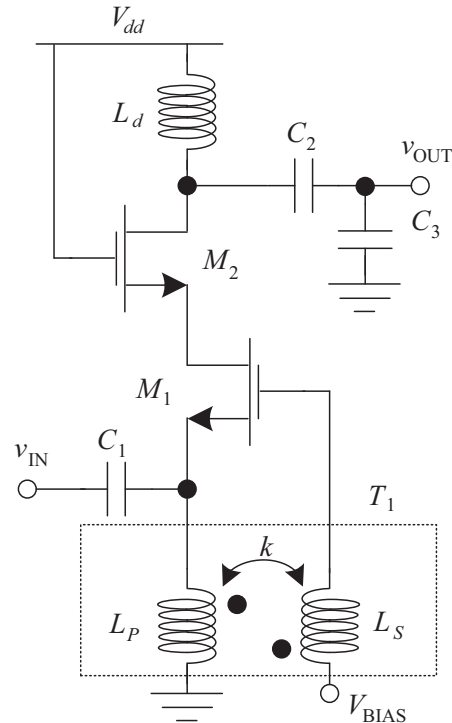 V_dd
L_d
C_2
v_OUT
C_3
M_2
M_1
C_1
v_IN
T_1
k
L_P
L_S
V_BIAS